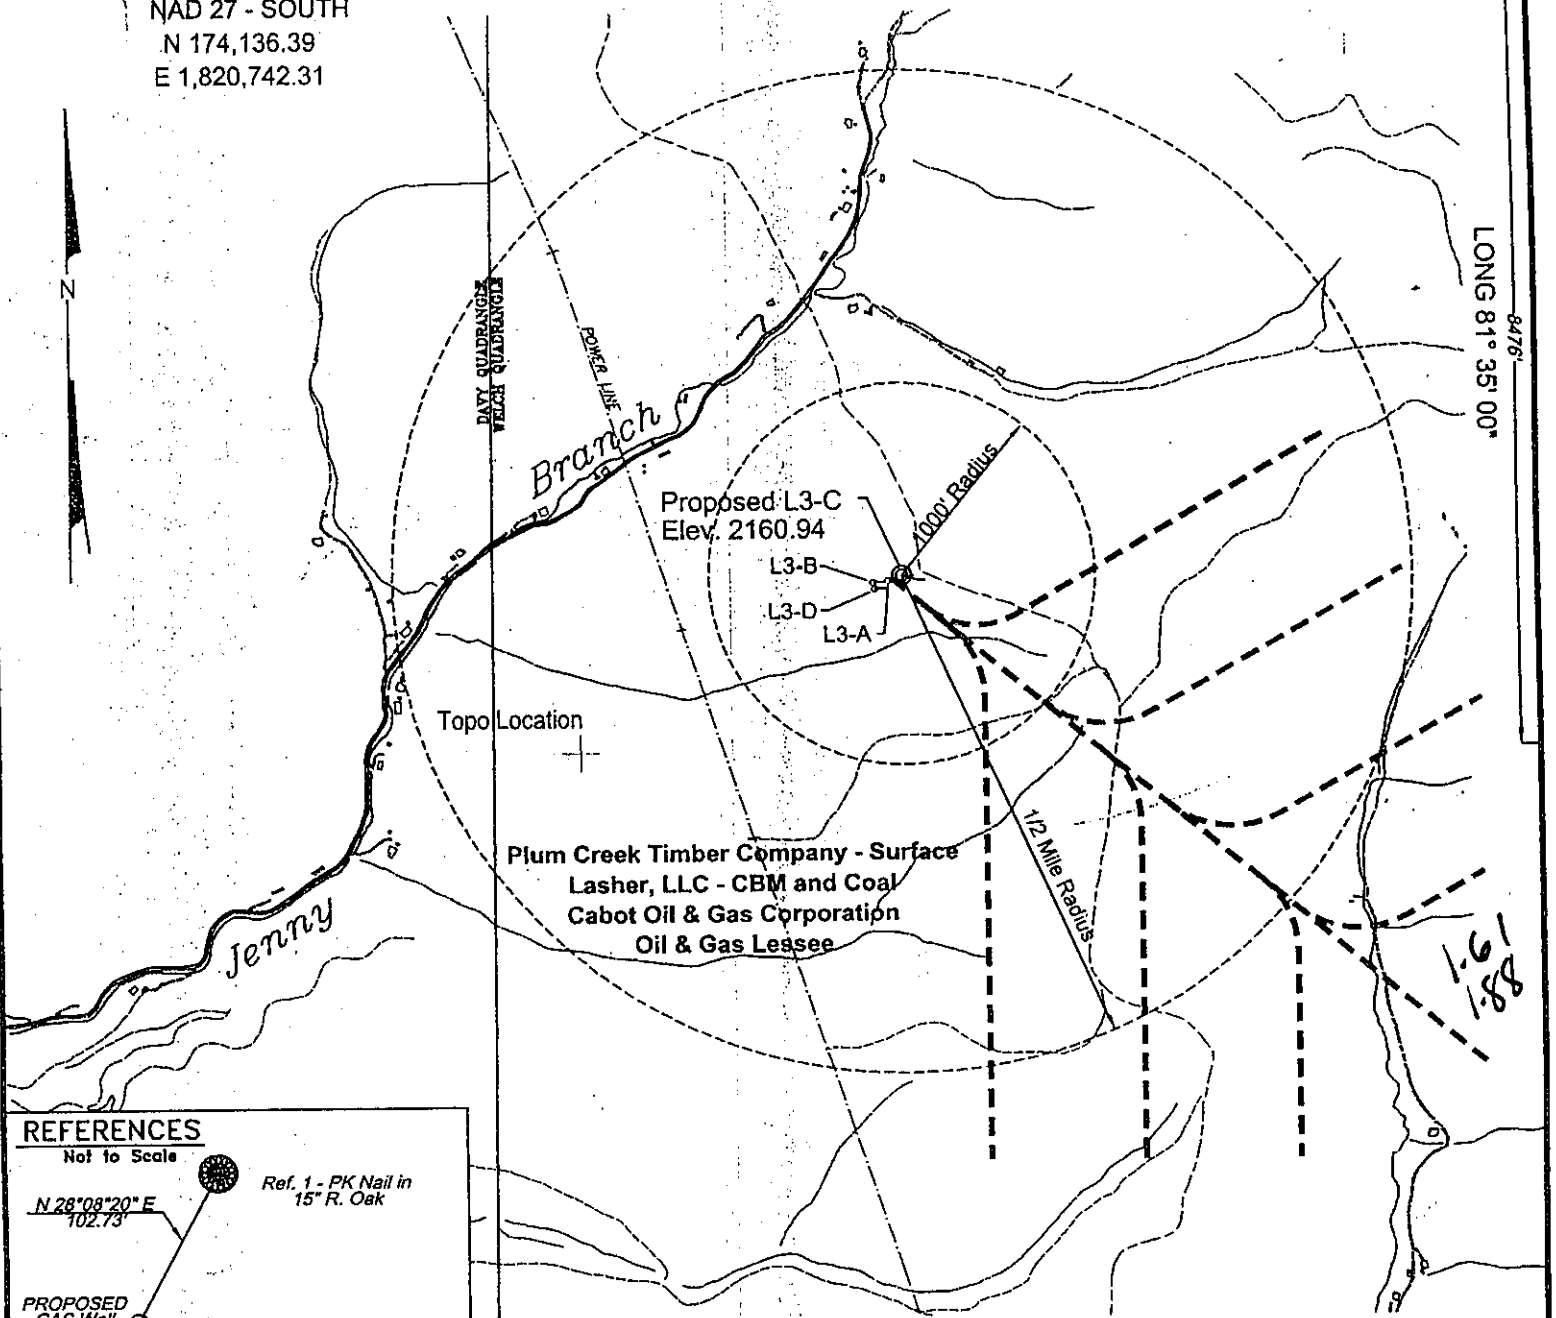 NAD 27 - SOUTH
N 174,136.39
E 1,820,742.31
N
LONG 81° 35' 00"
8476'
DAVY QUADRANGLE
WELCH QUADRANGLE
POWER LINE
Branch
Proposed L3-C
Elev. 2160.94
1000' Radius
L3-B
L3-D
L3-A
Topo Location
1/2 Mile Radius
Plum Creek Timber Company - Surface
Lasher, LLC - CBM and Coal
Cabot Oil & Gas Corporation
Oil & Gas Lessee
Jenny
1.61
1.88
REFERENCES
Not to Scale
Ref. 1 - PK Nail in
15" R. Oak
N 28°08'20" E
102.73'
PROPOSED
GAS Well